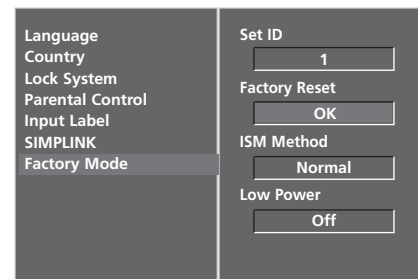 Language
Country
Lock System
Parental Control
Input Label
SIMPLINK
Factory Mode
Set ID
1
Factory Reset
OK
ISM Method
Normal
Low Power
Off